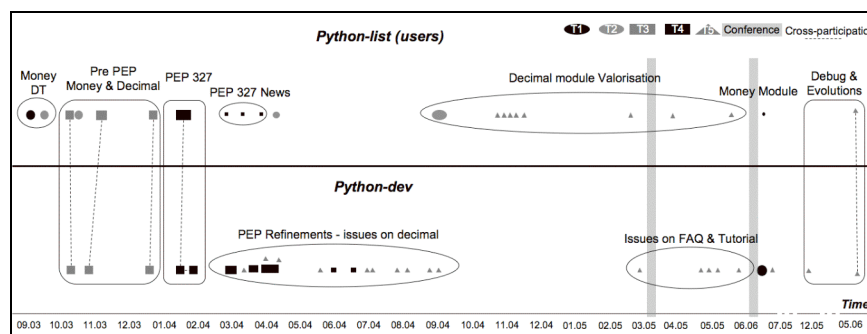 Python-list (users)
T1 T2 T3 T4 T5 Conference Cross-participation
Money
DT
Pre PEP
Money & Decimal
PEP 327
PEP 327 News
Decimal module Valorisation
Money Module
Debug &
Evolutions
Python-dev
PEP Refinements - issues on decimal
Issues on FAQ & Tutorial
Time
09.03 10.03 11.03 12.03 01.04 02.04 03.04 04.04 05.04 06.04 07.04 08.04 09.04 10.04 11.04 12.04 01.05 02.05 03.05 04.05 05.05 06.05 07.05 12.05 05.06